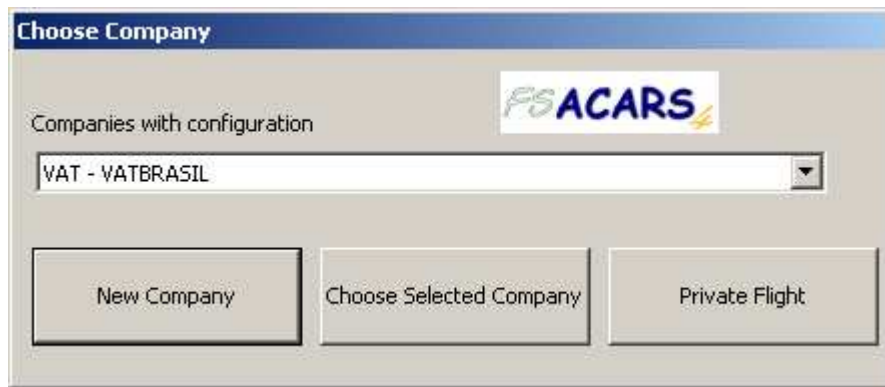 Choose Company
FSACARS4
Companies with configuration
VAT - VATBRASIL
New Company
Choose Selected Company
Private Flight